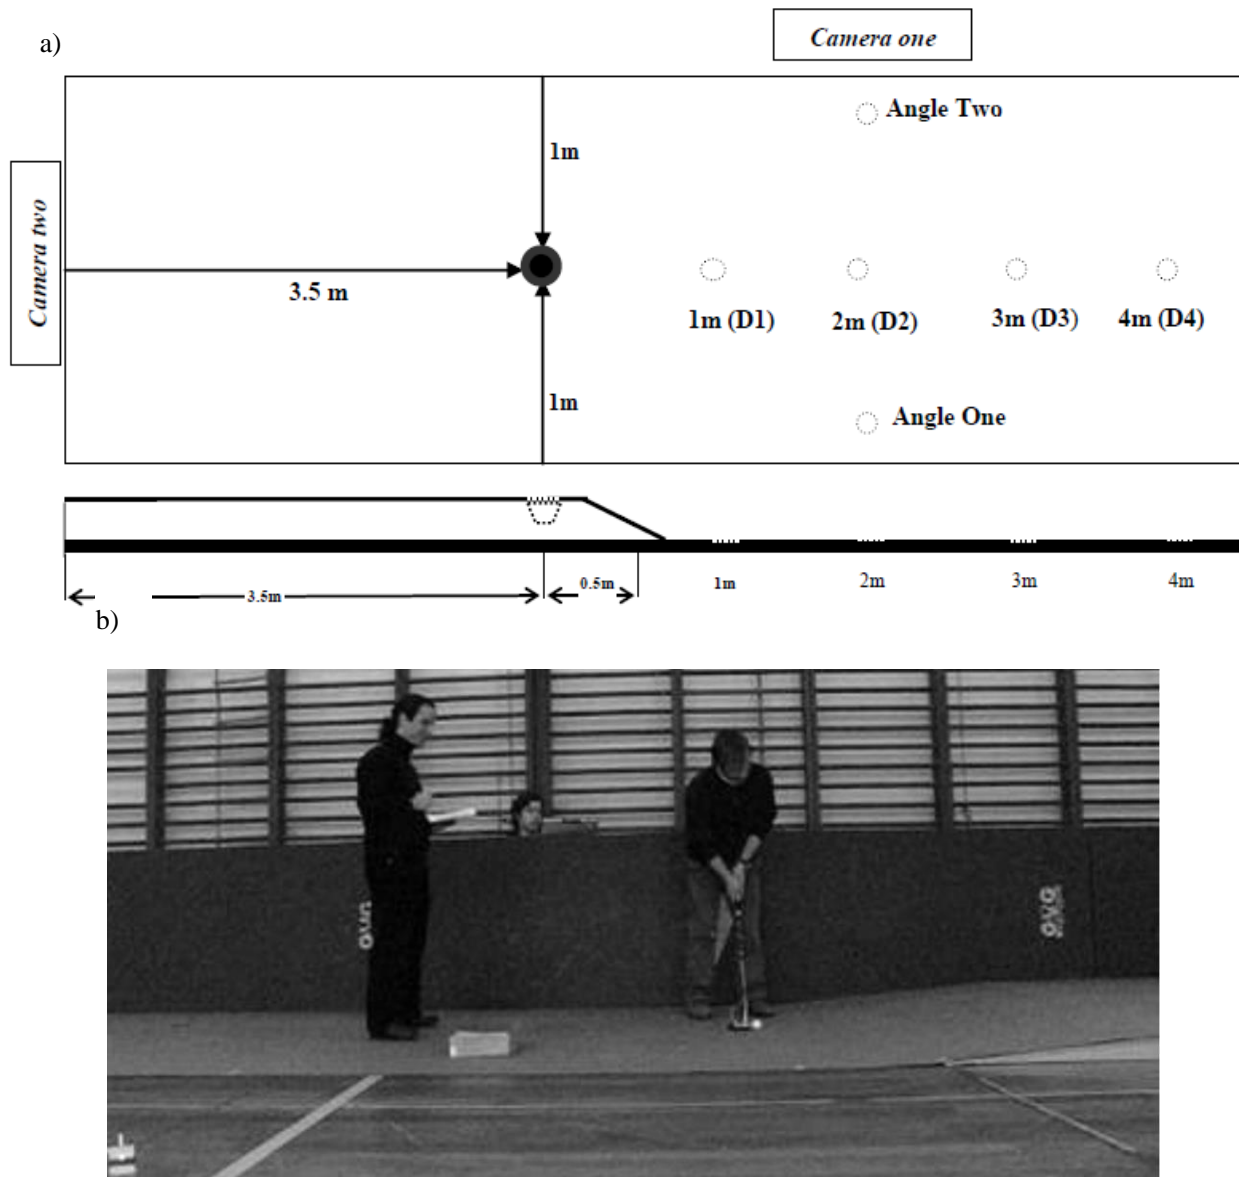 a)
Camera one
Angle Two
1m
Camera two
3.5 m
1m (D1) 2m (D2) 3m (D3) 4m (D4)
1m
Angle One
3.5m 0.5m 1m 2m 3m 4m
b)